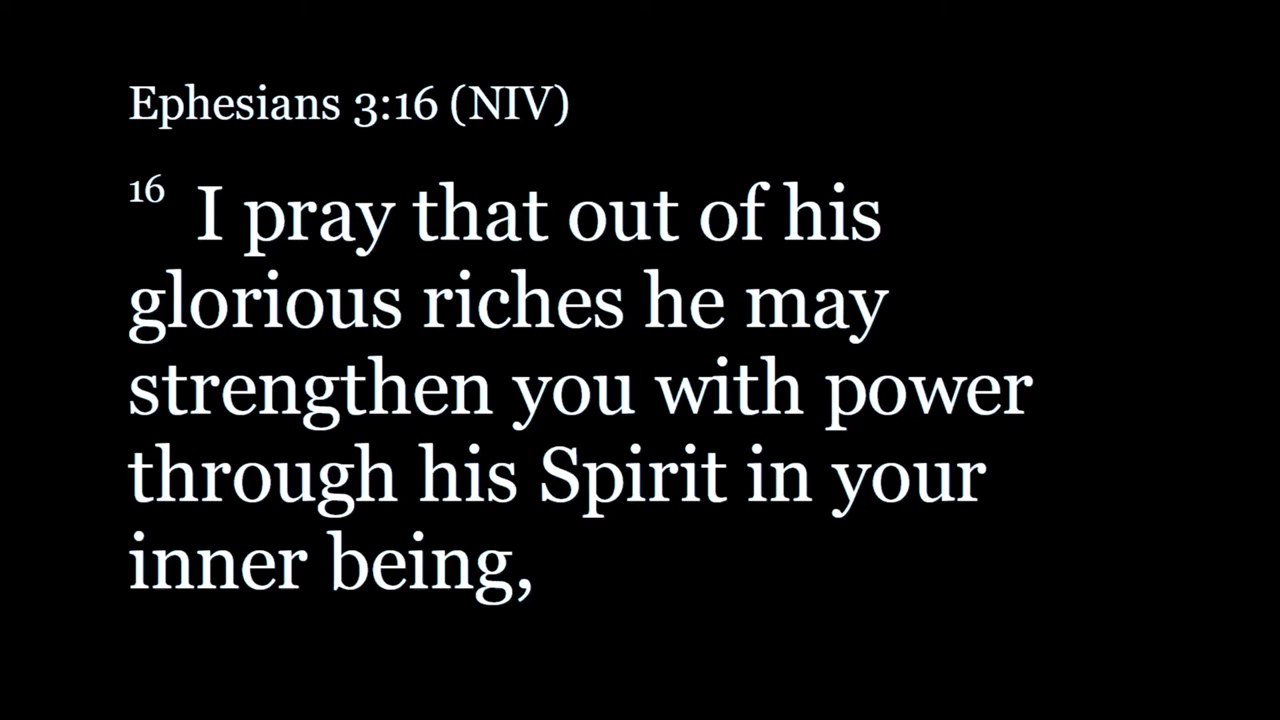 Ephesians 3:16 (NIV)
16 I pray that out of his
glorious riches he may
strengthen you with power
through his Spirit in your
inner being,